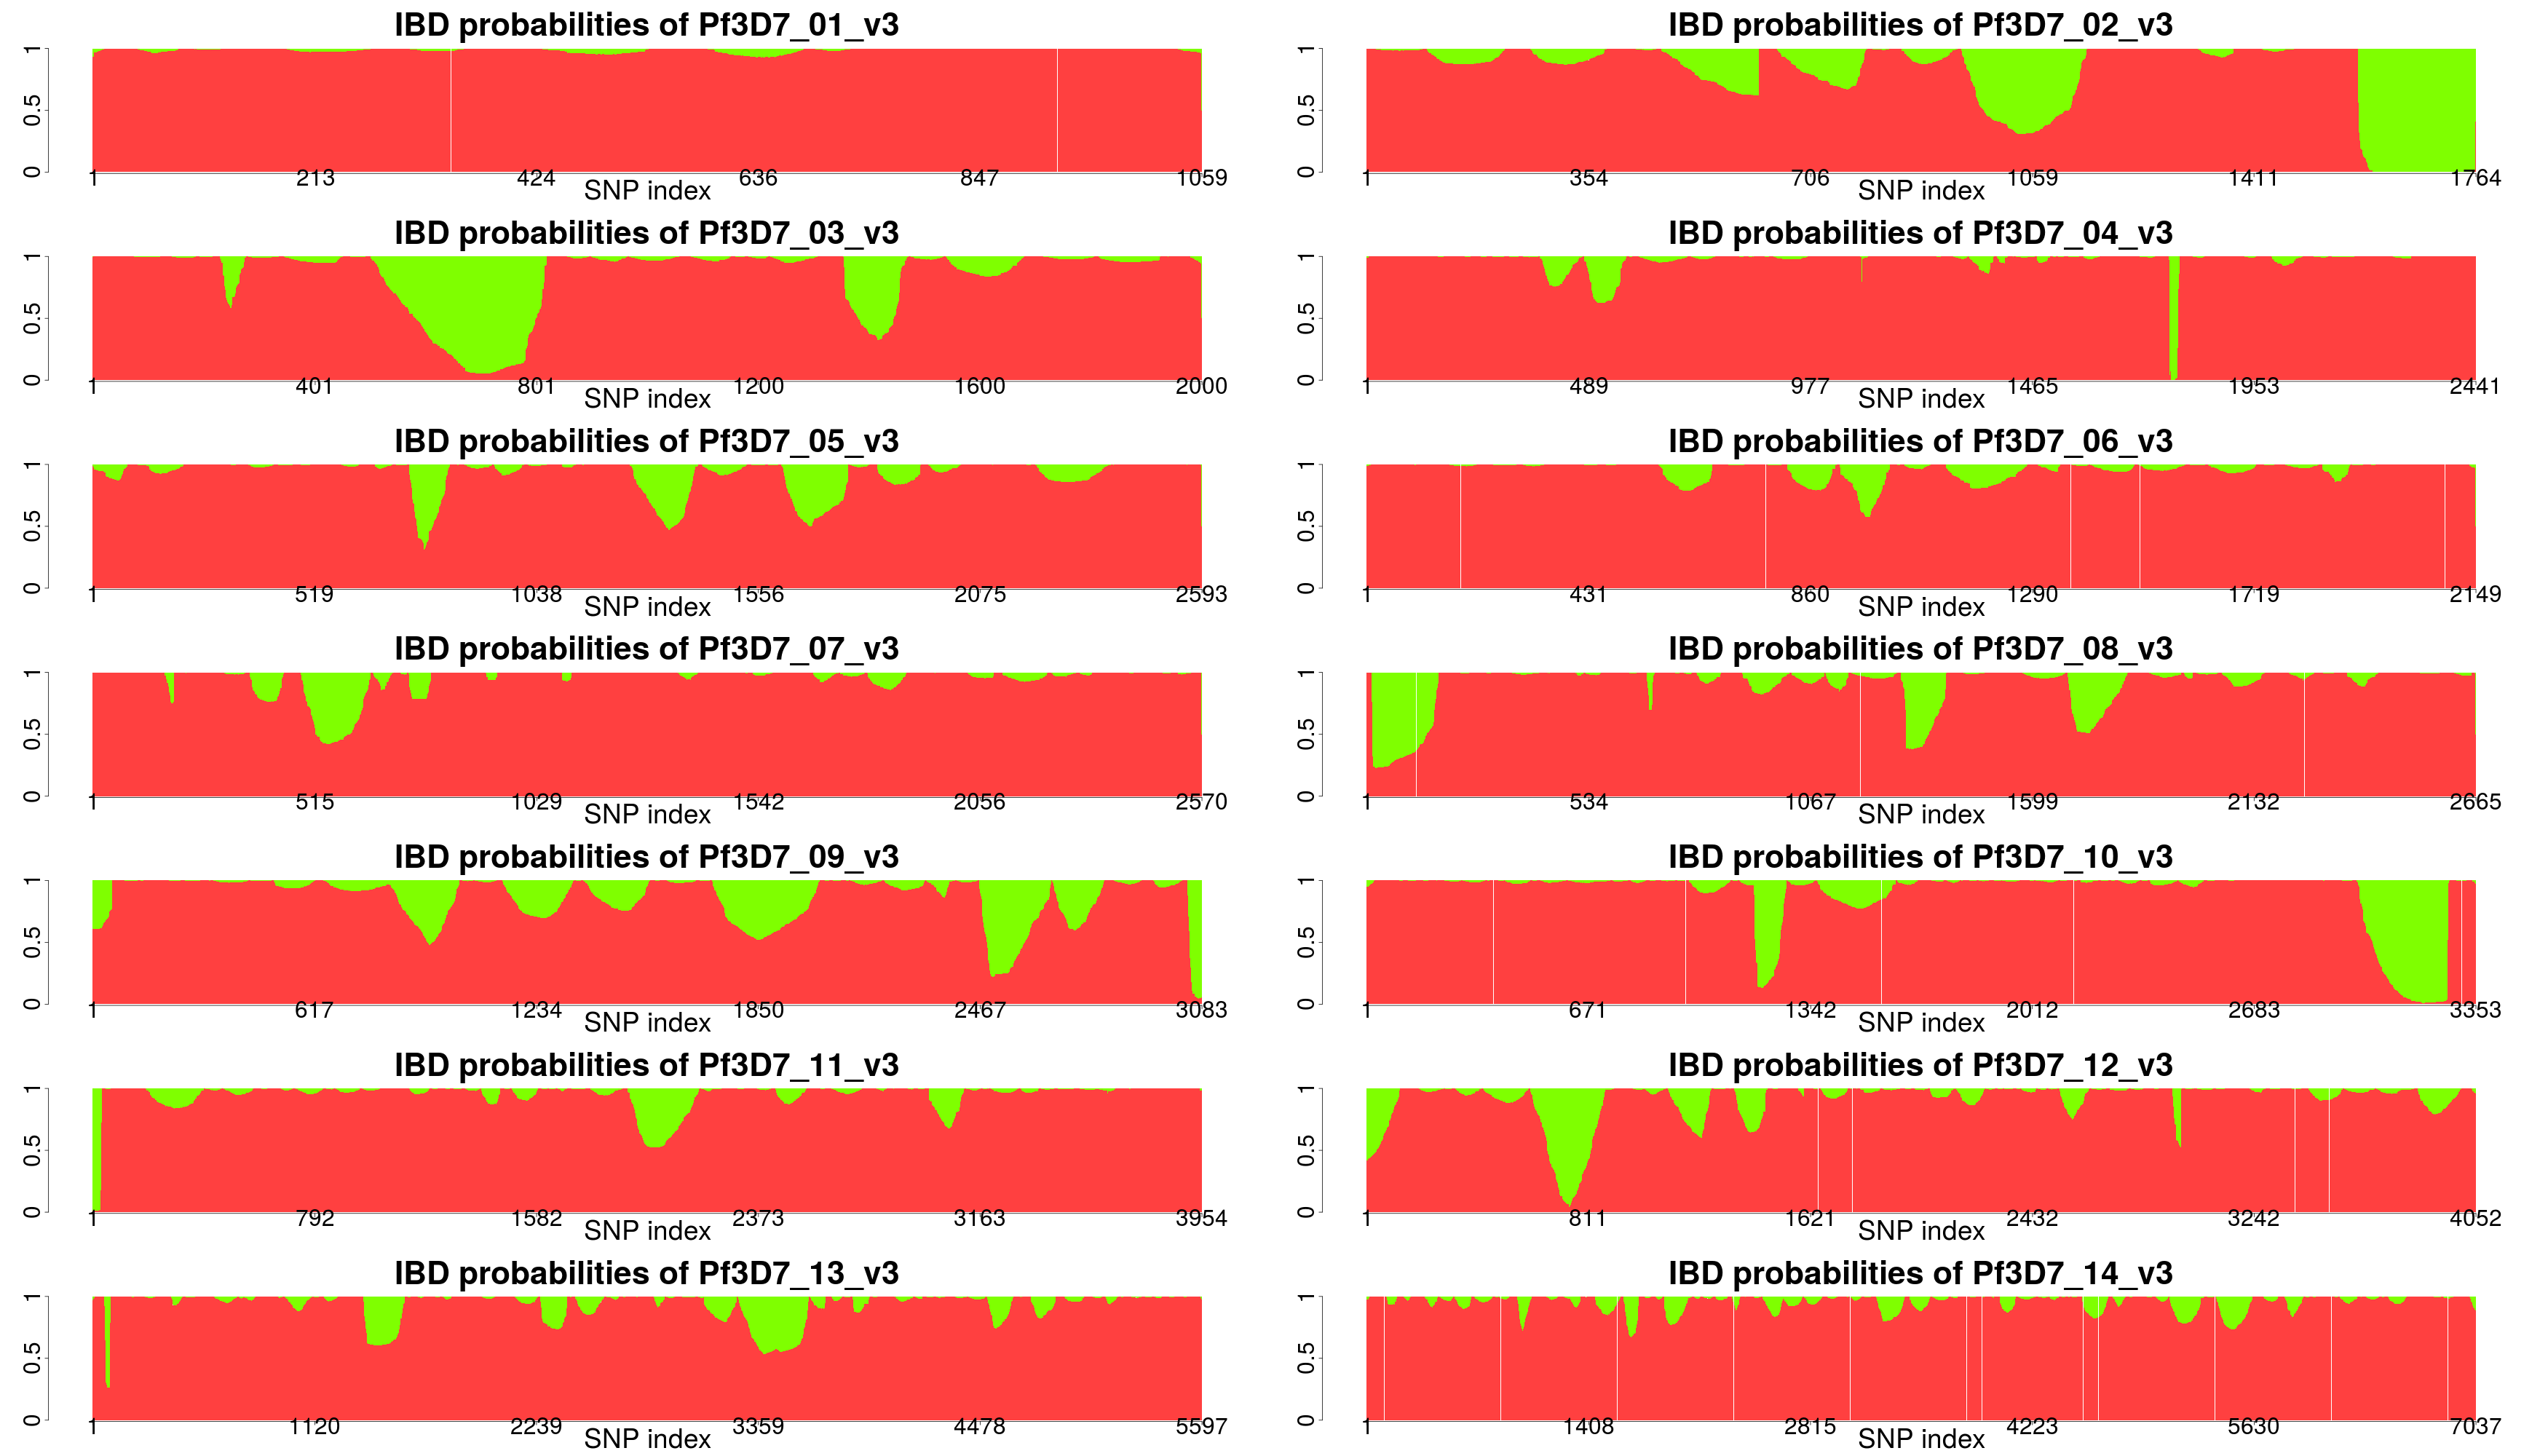 IBD probabilities of Pf3D7_01_v3
0 0.5 1
1 213 424 636 847 1059
SNP index
IBD probabilities of Pf3D7_02_v3
0 0.5 1
1 354 706 1059 1411 1764
SNP index
IBD probabilities of Pf3D7_03_v3
0 0.5 1
1 401 801 1200 1600 2000
SNP index
IBD probabilities of Pf3D7_04_v3
0 0.5 1
1 489 977 1465 1953 2441
SNP index
IBD probabilities of Pf3D7_05_v3
0 0.5 1
1 519 1038 1556 2075 2593
SNP index
IBD probabilities of Pf3D7_06_v3
0 0.5 1
1 431 860 1290 1719 2149
SNP index
IBD probabilities of Pf3D7_07_v3
0 0.5 1
1 515 1029 1542 2056 2570
SNP index
IBD probabilities of Pf3D7_08_v3
0 0.5 1
1 534 1067 1599 2132 2665
SNP index
IBD probabilities of Pf3D7_09_v3
0 0.5 1
1 617 1234 1850 2467 3083
SNP index
IBD probabilities of Pf3D7_10_v3
0 0.5 1
1 671 1342 2012 2683 3353
SNP index
IBD probabilities of Pf3D7_11_v3
0 0.5 1
1 792 1582 2373 3163 3954
SNP index
IBD probabilities of Pf3D7_12_v3
0 0.5 1
1 811 1621 2432 3242 4052
SNP index
IBD probabilities of Pf3D7_13_v3
0 0.5 1
1 1120 2239 3359 4478 5597
SNP index
IBD probabilities of Pf3D7_14_v3
0 0.5 1
1 1408 2815 4223 5630 7037
SNP index